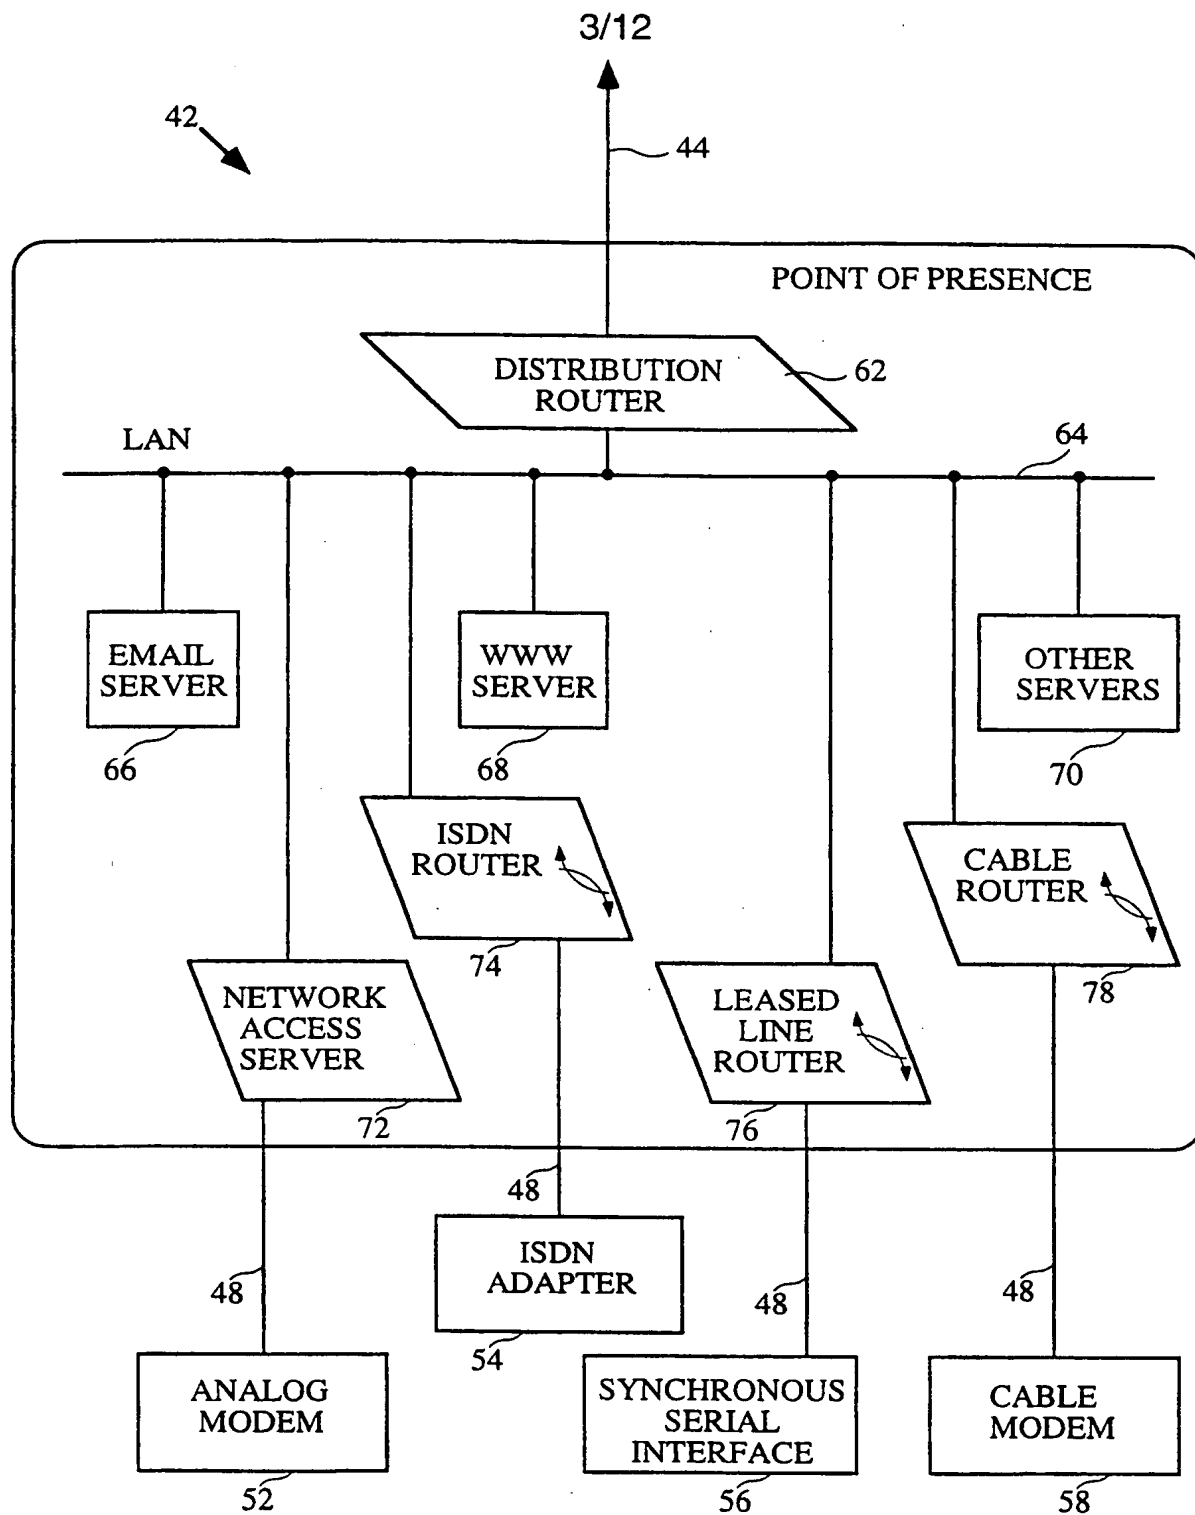 3/12
42
44
POINT OF PRESENCE
DISTRIBUTION
ROUTER
62
LAN
64
EMAIL
SERVER
66
WWW
SERVER
68
OTHER
SERVERS
70
ISDN
ROUTER
74
CABLE
ROUTER
78
NETWORK
ACCESS
SERVER
72
LEASED
LINE
ROUTER
76
48
ISDN
ADAPTER
54
48
48
48
ANALOG
MODEM
52
SYNCHRONOUS
SERIAL
INTERFACE
56
CABLE
MODEM
58